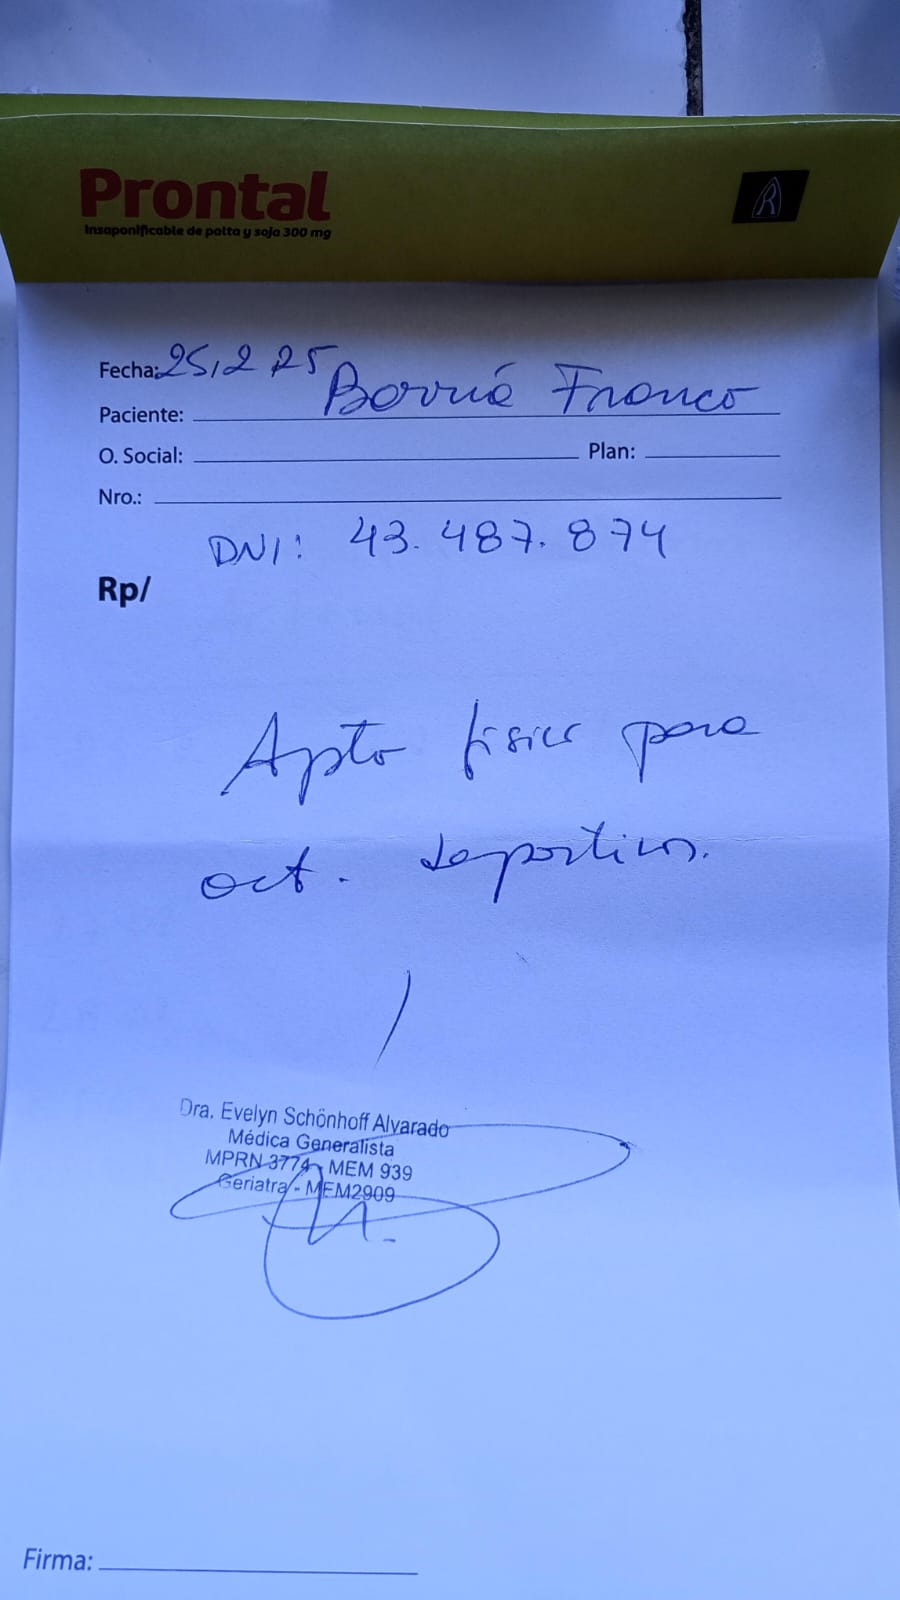 Prontal
Insaponificable de palta y soja 300 mg
R
Fecha: 25/2 25
Paciente: Borrié Franco
O. Social: Plan:
Nro.:
DNI: 43.487.874
Rp/
Apto físico para
act. deportivas.
Dra. Evelyn Schönhoff Alvarado
Médica Generalista
MPRN 3774 - MEM 939
Geriatra - MEM2909
Firma: